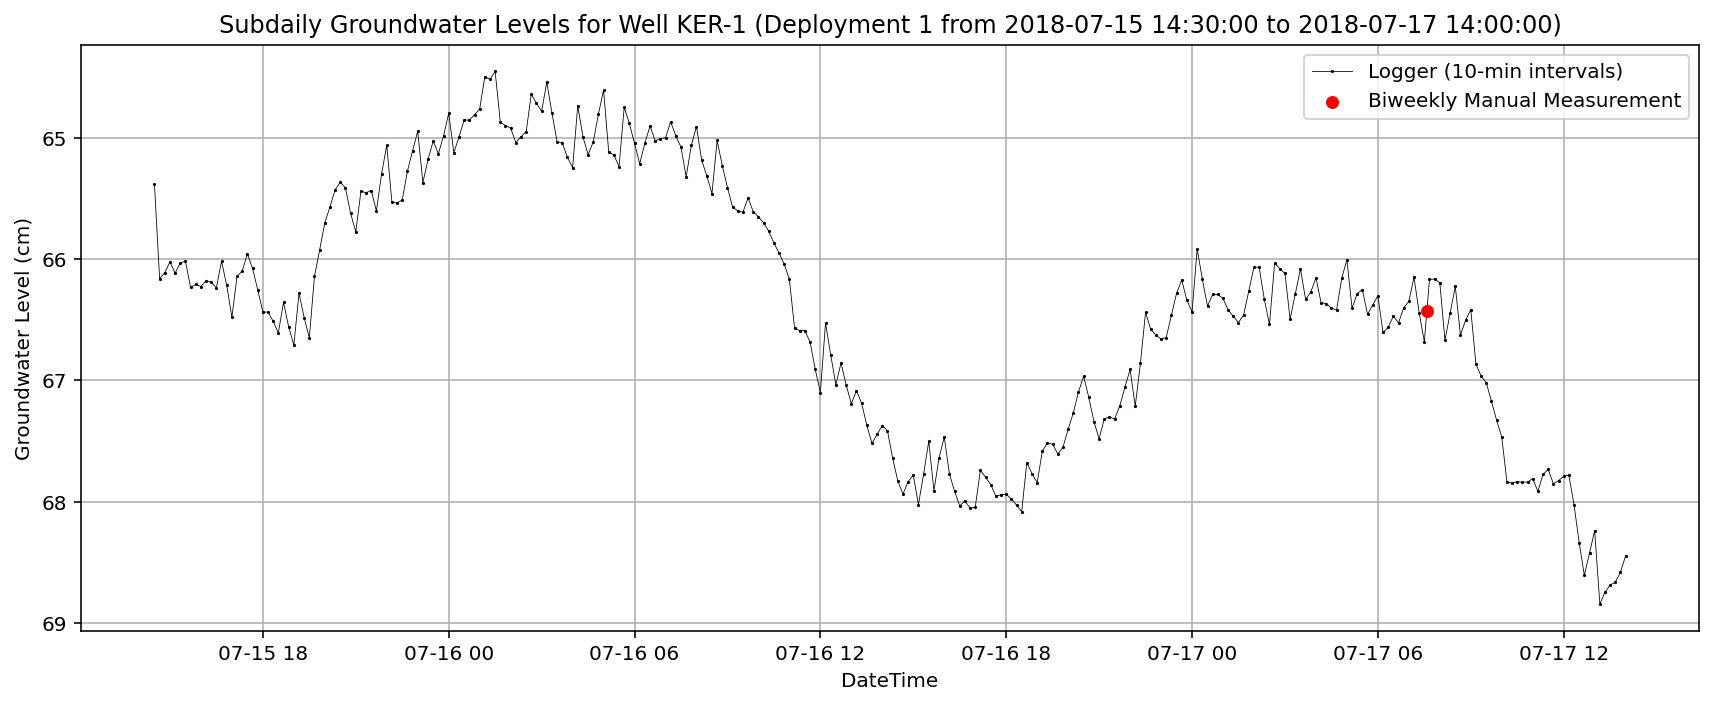 Subdaily Groundwater Levels for Well KER-1 (Deployment 1 from 2018-07-15 14:30:00 to 2018-07-17 14:00:00)
Logger (10-min intervals)
Biweekly Manual Measurement
Groundwater Level (cm)
65
66
67
68
69
07-15 18
07-16 00
07-16 06
07-16 12
07-16 18
07-17 00
07-17 06
07-17 12
DateTime